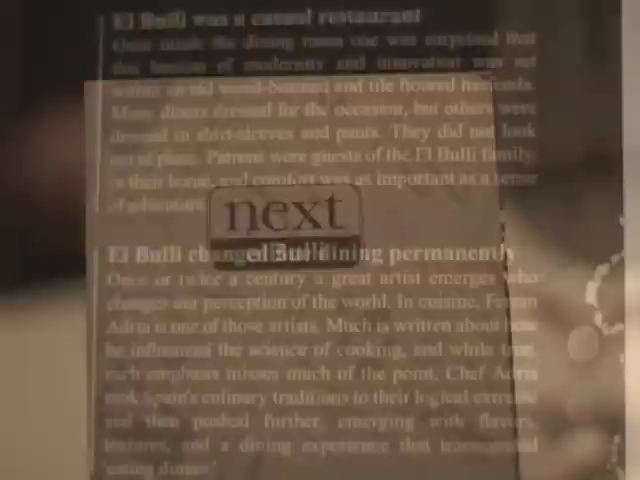 El Bulli was a casual restaurant
Once inside the dining room one was surprised that
this bastion of modernity and innovation was set
within an old wood-beamed and tile floored hacienda.
Many diners dressed for the occasion, but others were
dressed in shirt-sleeves and pants. They did not look
out of place. Patrons were guests of the El Bulli family,
in their home, and comfort was as important as a sense
of adventure
next
El Bulli changed our dining permanently
Once or twice a century a great artist emerges who
changes our perception of the world. In cuisine, Ferran
Adria is one of those artists. Much is written about how
he influenced the science of cooking, and while true,
such emphasis misses much of the point. Chef Adria
took Spain's culinary traditions to their logical extreme
and then pushed further, emerging with flavors,
textures, and a dining experience that transcended
'eating dinner.'